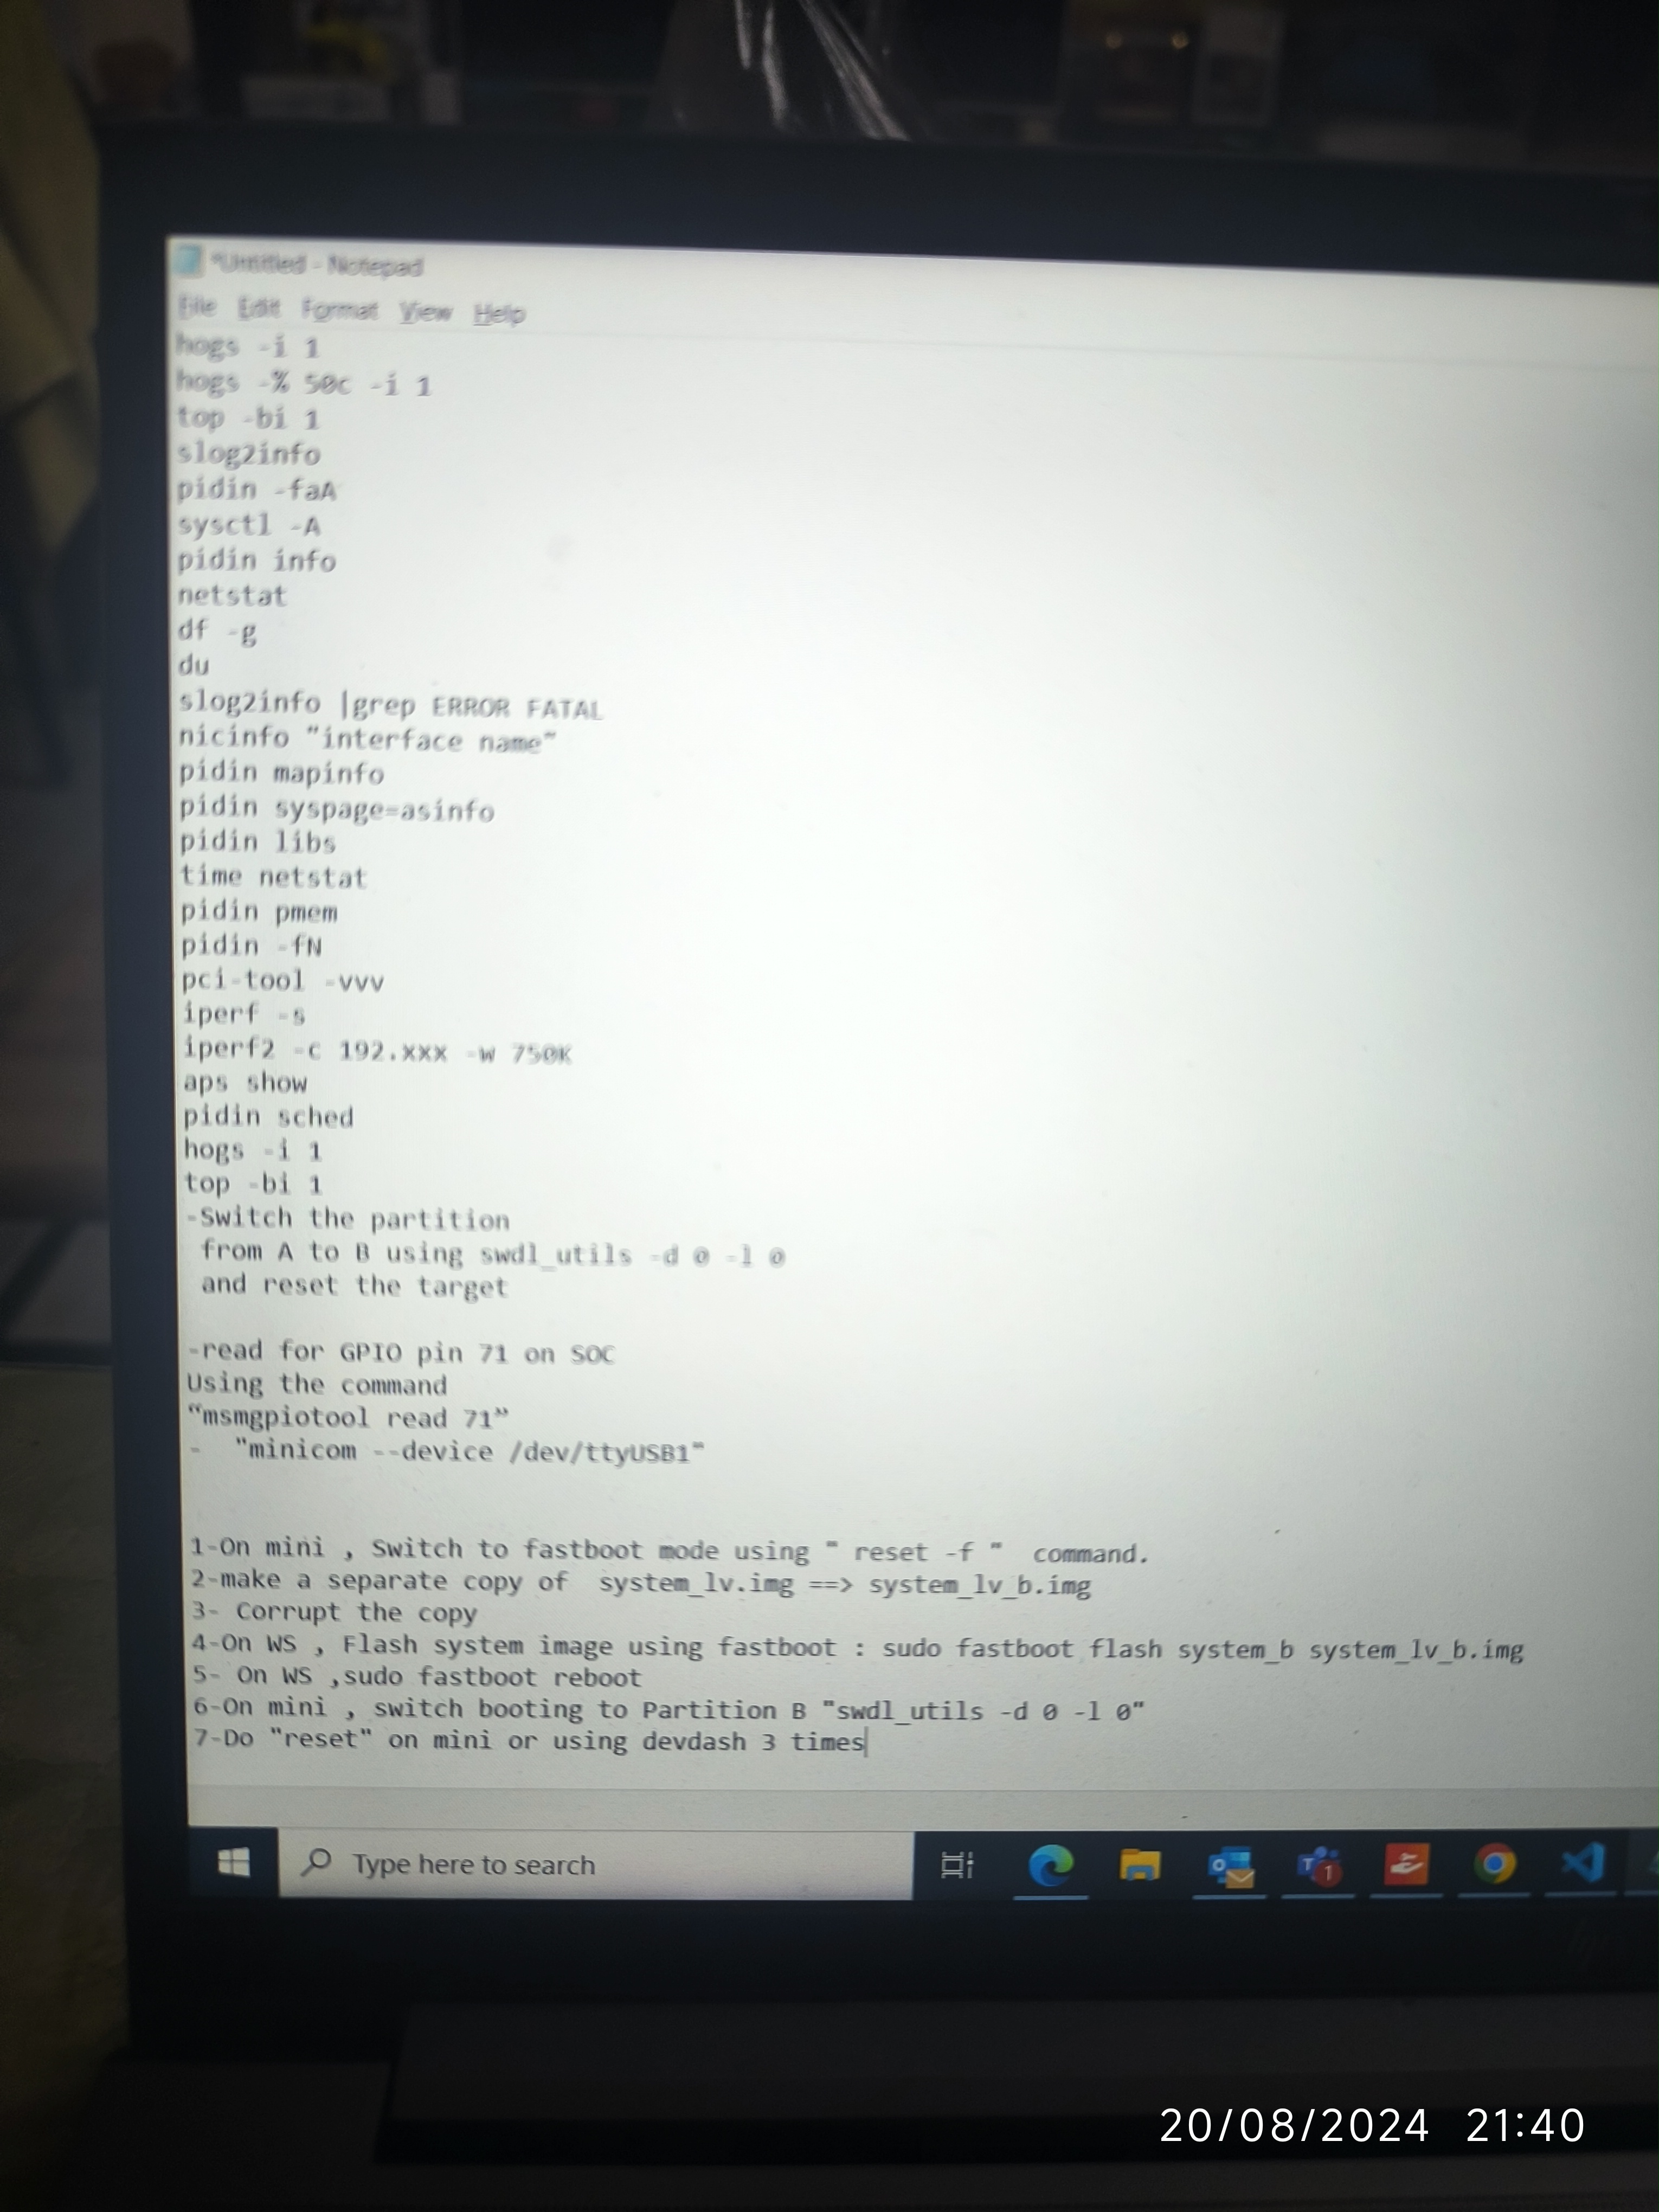 *Untitled - Notepad
File Edit Format View Help
hogs -i 1
hogs -% 50c -i 1
top -bi 1
slog2info
pidin -faA
sysctl -A
pidin info
netstat
df -g
du
slog2info |grep ERROR FATAL
nicinfo "interface name"
pidin mapinfo
pidin syspage=asinfo
pidin libs
time netstat
pidin pmem
pidin -fN
pci-tool -vvv
iperf -s
iperf2 -c 192.xxx -w 750K
aps show
pidin sched
hogs -i 1
top -bi 1
-Switch the partition
from A to B using swdl_utils -d 0 -l 0
and reset the target
-read for GPIO pin 71 on SOC
Using the command
“msmgpiotool read 71”
- "minicom --device /dev/ttyUSB1"
1-On mini , Switch to fastboot mode using " reset -f " command.
2-make a separate copy of system_lv.img ==> system_lv_b.img
3- Corrupt the copy
4-On WS , Flash system image using fastboot : sudo fastboot flash system_b system_lv_b.img
5- On WS ,sudo fastboot reboot
6-On mini , switch booting to Partition B "swdl_utils -d 0 -l 0"
7-Do "reset" on mini or using devdash 3 times
Type here to search
20/08/2024 21:40